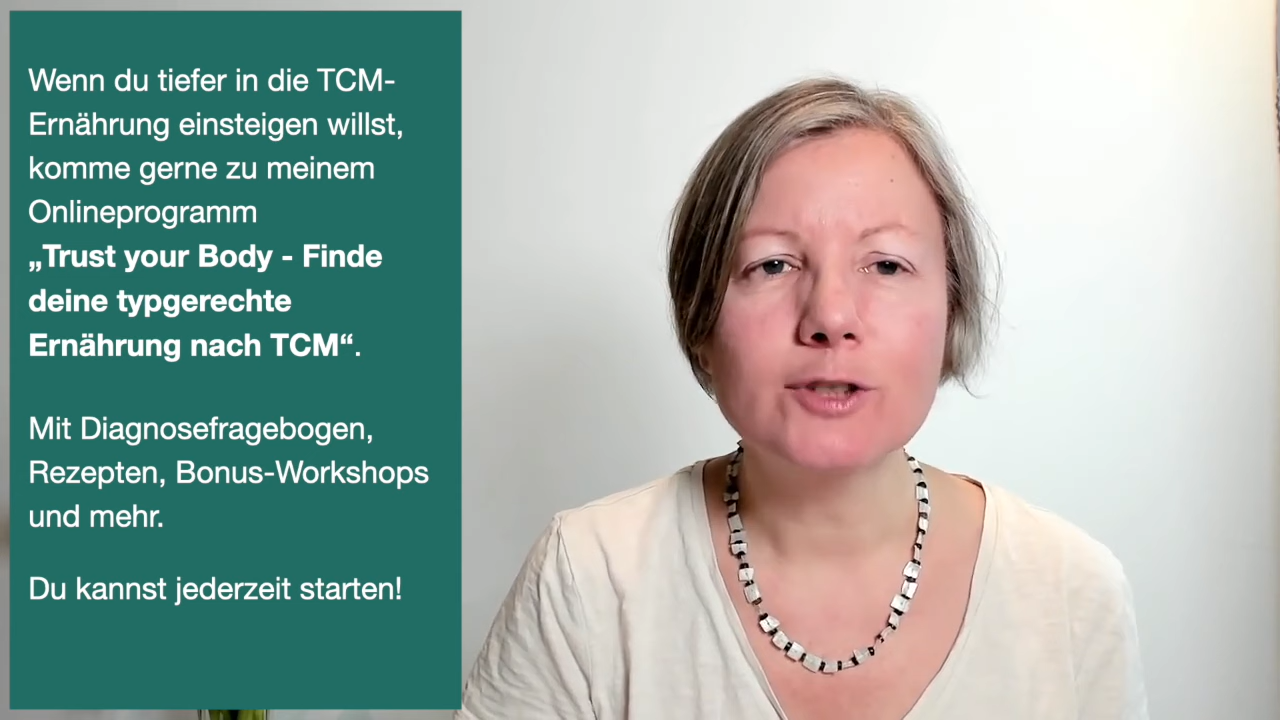 Wenn du tiefer in die TCM-
Ernährung einsteigen willst,
komme gerne zu meinem
Onlineprogramm
„Trust your Body - Finde
deine typgerechte
Ernährung nach TCM“.
Mit Diagnosefragebogen,
Rezepten, Bonus-Workshops
und mehr.
Du kannst jederzeit starten!